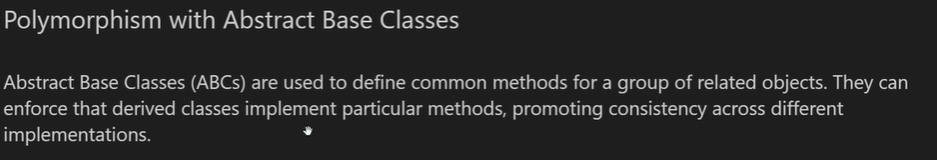 Polymorphism with Abstract Base Classes
Abstract Base Classes (ABCs) are used to define common methods for a group of related objects. They can
enforce that derived classes implement particular methods, promoting consistency across different
implementations.